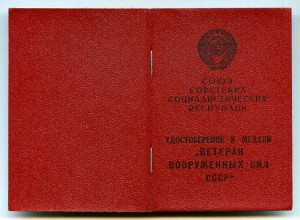 СОЮЗ
СОВЕТСКИХ
СОЦИАЛИСТИЧЕСКИХ
РЕСПУБЛИК
УДОСТОВЕРЕНИЕ К МЕДАЛИ
„ВЕТЕРАН
ВООРУЖЕННЫХ СИЛ
СССР"